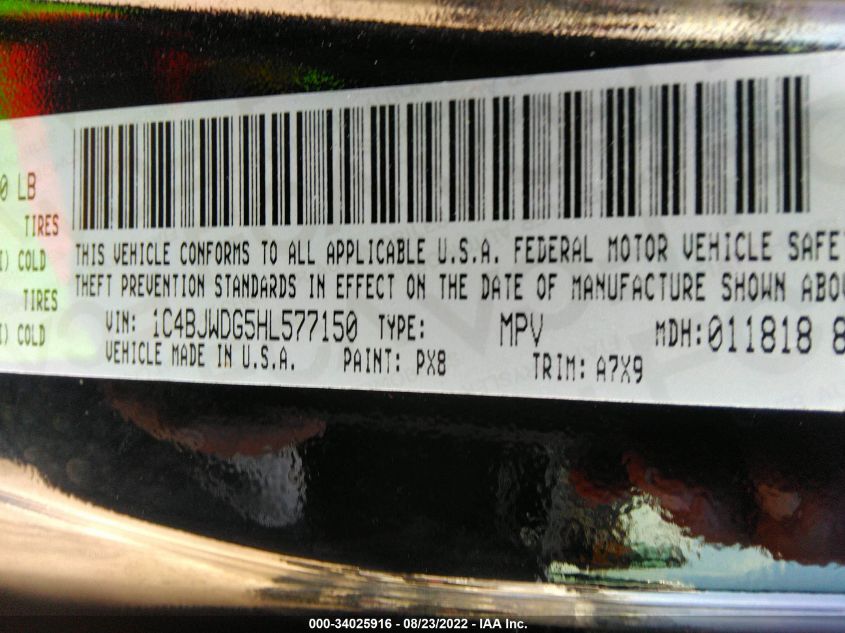 0 LB
TIRES
I) COLD
TIRES
I) COLD
THIS VEHICLE CONFORMS TO ALL APPLICABLE U.S.A. FEDERAL MOTOR VEHICLE SAFE
THEFT PREVENTION STANDARDS IN EFFECT ON THE DATE OF MANUFACTURE SHOWN ABO
VIN: 1C4BJWDG5HL577150 TYPE: MPV MDH:011818 8
VEHICLE MADE IN U.S.A. PAINT: PX8 TRIM: A7X9
000-34025916 - 08/23/2022 - IAA Inc.